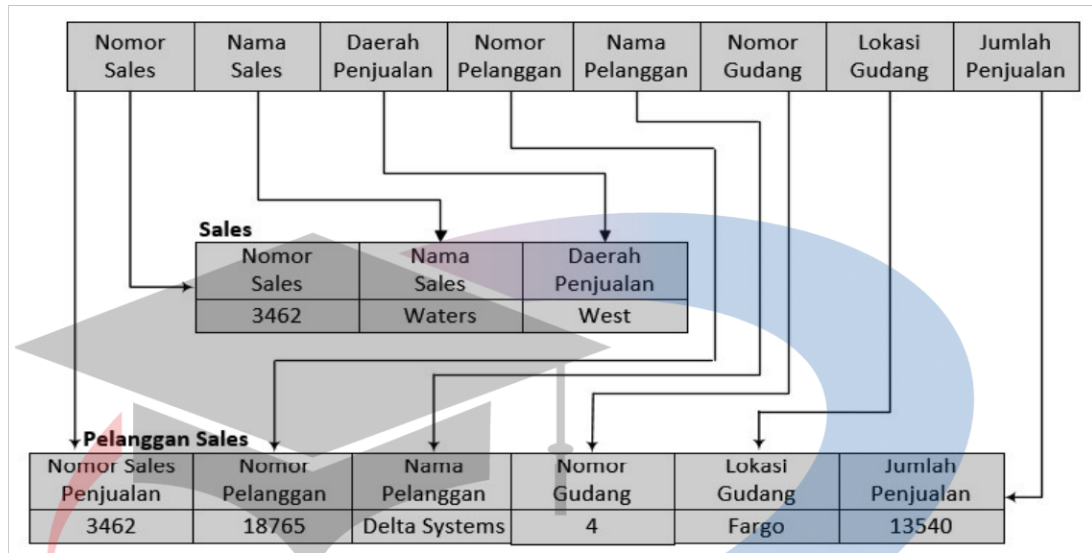 Nomor Sales
Nama Sales
Daerah Penjualan
Nomor Pelanggan
Nama Pelanggan
Nomor Gudang
Lokasi Gudang
Jumlah Penjualan
Sales
Nomor Sales
Nama Sales
Daerah Penjualan
3462
Waters
West
Pelanggan Sales
Nomor Sales Penjualan
Nomor Pelanggan
Nama Pelanggan
Nomor Gudang
Lokasi Gudang
Jumlah Penjualan
3462
18765
Delta Systems
4
Fargo
13540